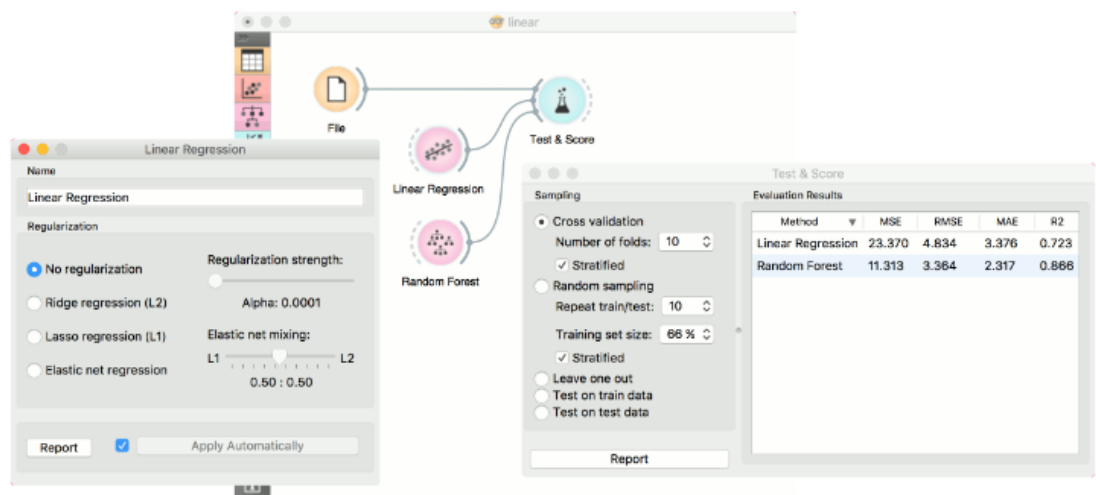 linear
File
Test & Score
Linear Regression
Random Forest
Linear Regression
Name
Linear Regression
Regularization
No regularization
Ridge regression (L2)
Lasso regression (L1)
Elastic net regression
Regularization strength:
Alpha: 0.0001
Elastic net mixing:
L1 L2
0.50 : 0.50
Report Apply Automatically
Test & Score
Sampling
Cross validation
Number of folds: 10
Stratified
Random sampling
Repeat train/test: 10
Training set size: 66 %
Stratified
Leave one out
Test on train data
Test on test data
Report
Evaluation Results
Method MSE RMSE MAE R2
Linear Regression 23.370 4.834 3.376 0.723
Random Forest 11.313 3.364 2.317 0.866